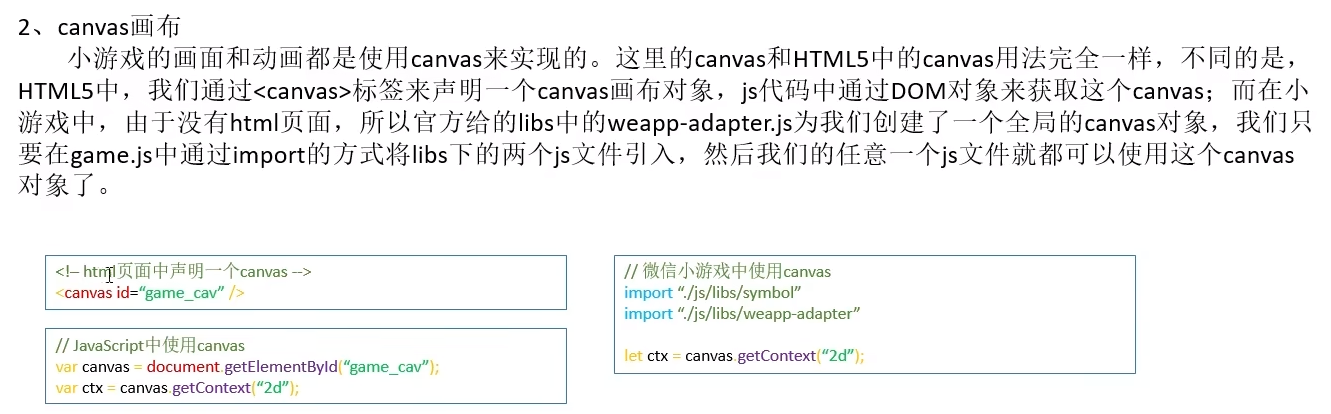 2、canvas画布
小游戏的画面和动画都是使用canvas来实现的。这里的canvas和HTML5中的canvas用法完全一样，不同的是，
HTML5中，我们通过<canvas>标签来声明一个canvas画布对象，js代码中通过DOM对象来获取这个canvas；而在小
游戏中，由于没有html页面，所以官方给的libs中的weapp-adapter.js为我们创建了一个全局的canvas对象，我们只
要在game.js中通过import的方式将libs下的两个js文件引入，然后我们的任意一个js文件就都可以使用这个canvas
对象了。
<!– html页面中声明一个canvas -->
<canvas id=“game_cav” />
// JavaScript中使用canvas
var canvas = document.getElementById(“game_cav”);
var ctx = canvas.getContext(“2d”);
// 微信小游戏中使用canvas
import “./js/libs/symbol”
import “./js/libs/weapp-adapter”
let ctx = canvas.getContext(“2d”);